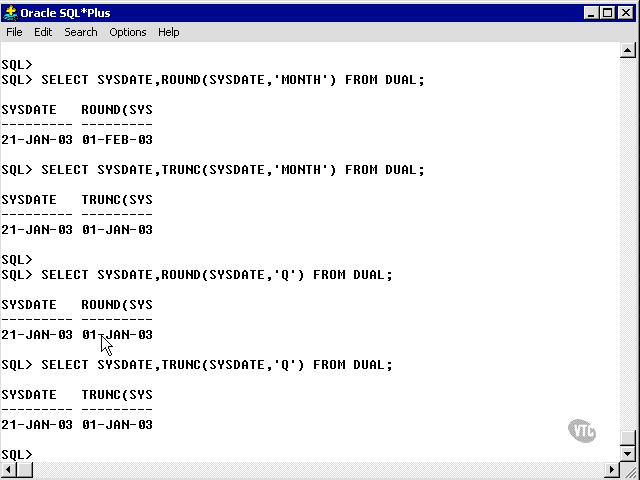 Oracle SQL*Plus
File Edit Search Options Help
SQL>
SQL> SELECT SYSDATE,ROUND(SYSDATE,'MONTH') FROM DUAL;
SYSDATE   ROUND(SYS
--------- ---------
21-JAN-03 01-FEB-03
SQL> SELECT SYSDATE,TRUNC(SYSDATE,'MONTH') FROM DUAL;
SYSDATE   TRUNC(SYS
--------- ---------
21-JAN-03 01-JAN-03
SQL>
SQL> SELECT SYSDATE,ROUND(SYSDATE,'Q') FROM DUAL;
SYSDATE   ROUND(SYS
--------- ---------
21-JAN-03 01-JAN-03
SQL> SELECT SYSDATE,TRUNC(SYSDATE,'Q') FROM DUAL;
SYSDATE   TRUNC(SYS
--------- ---------
21-JAN-03 01-JAN-03
VTC
SQL>